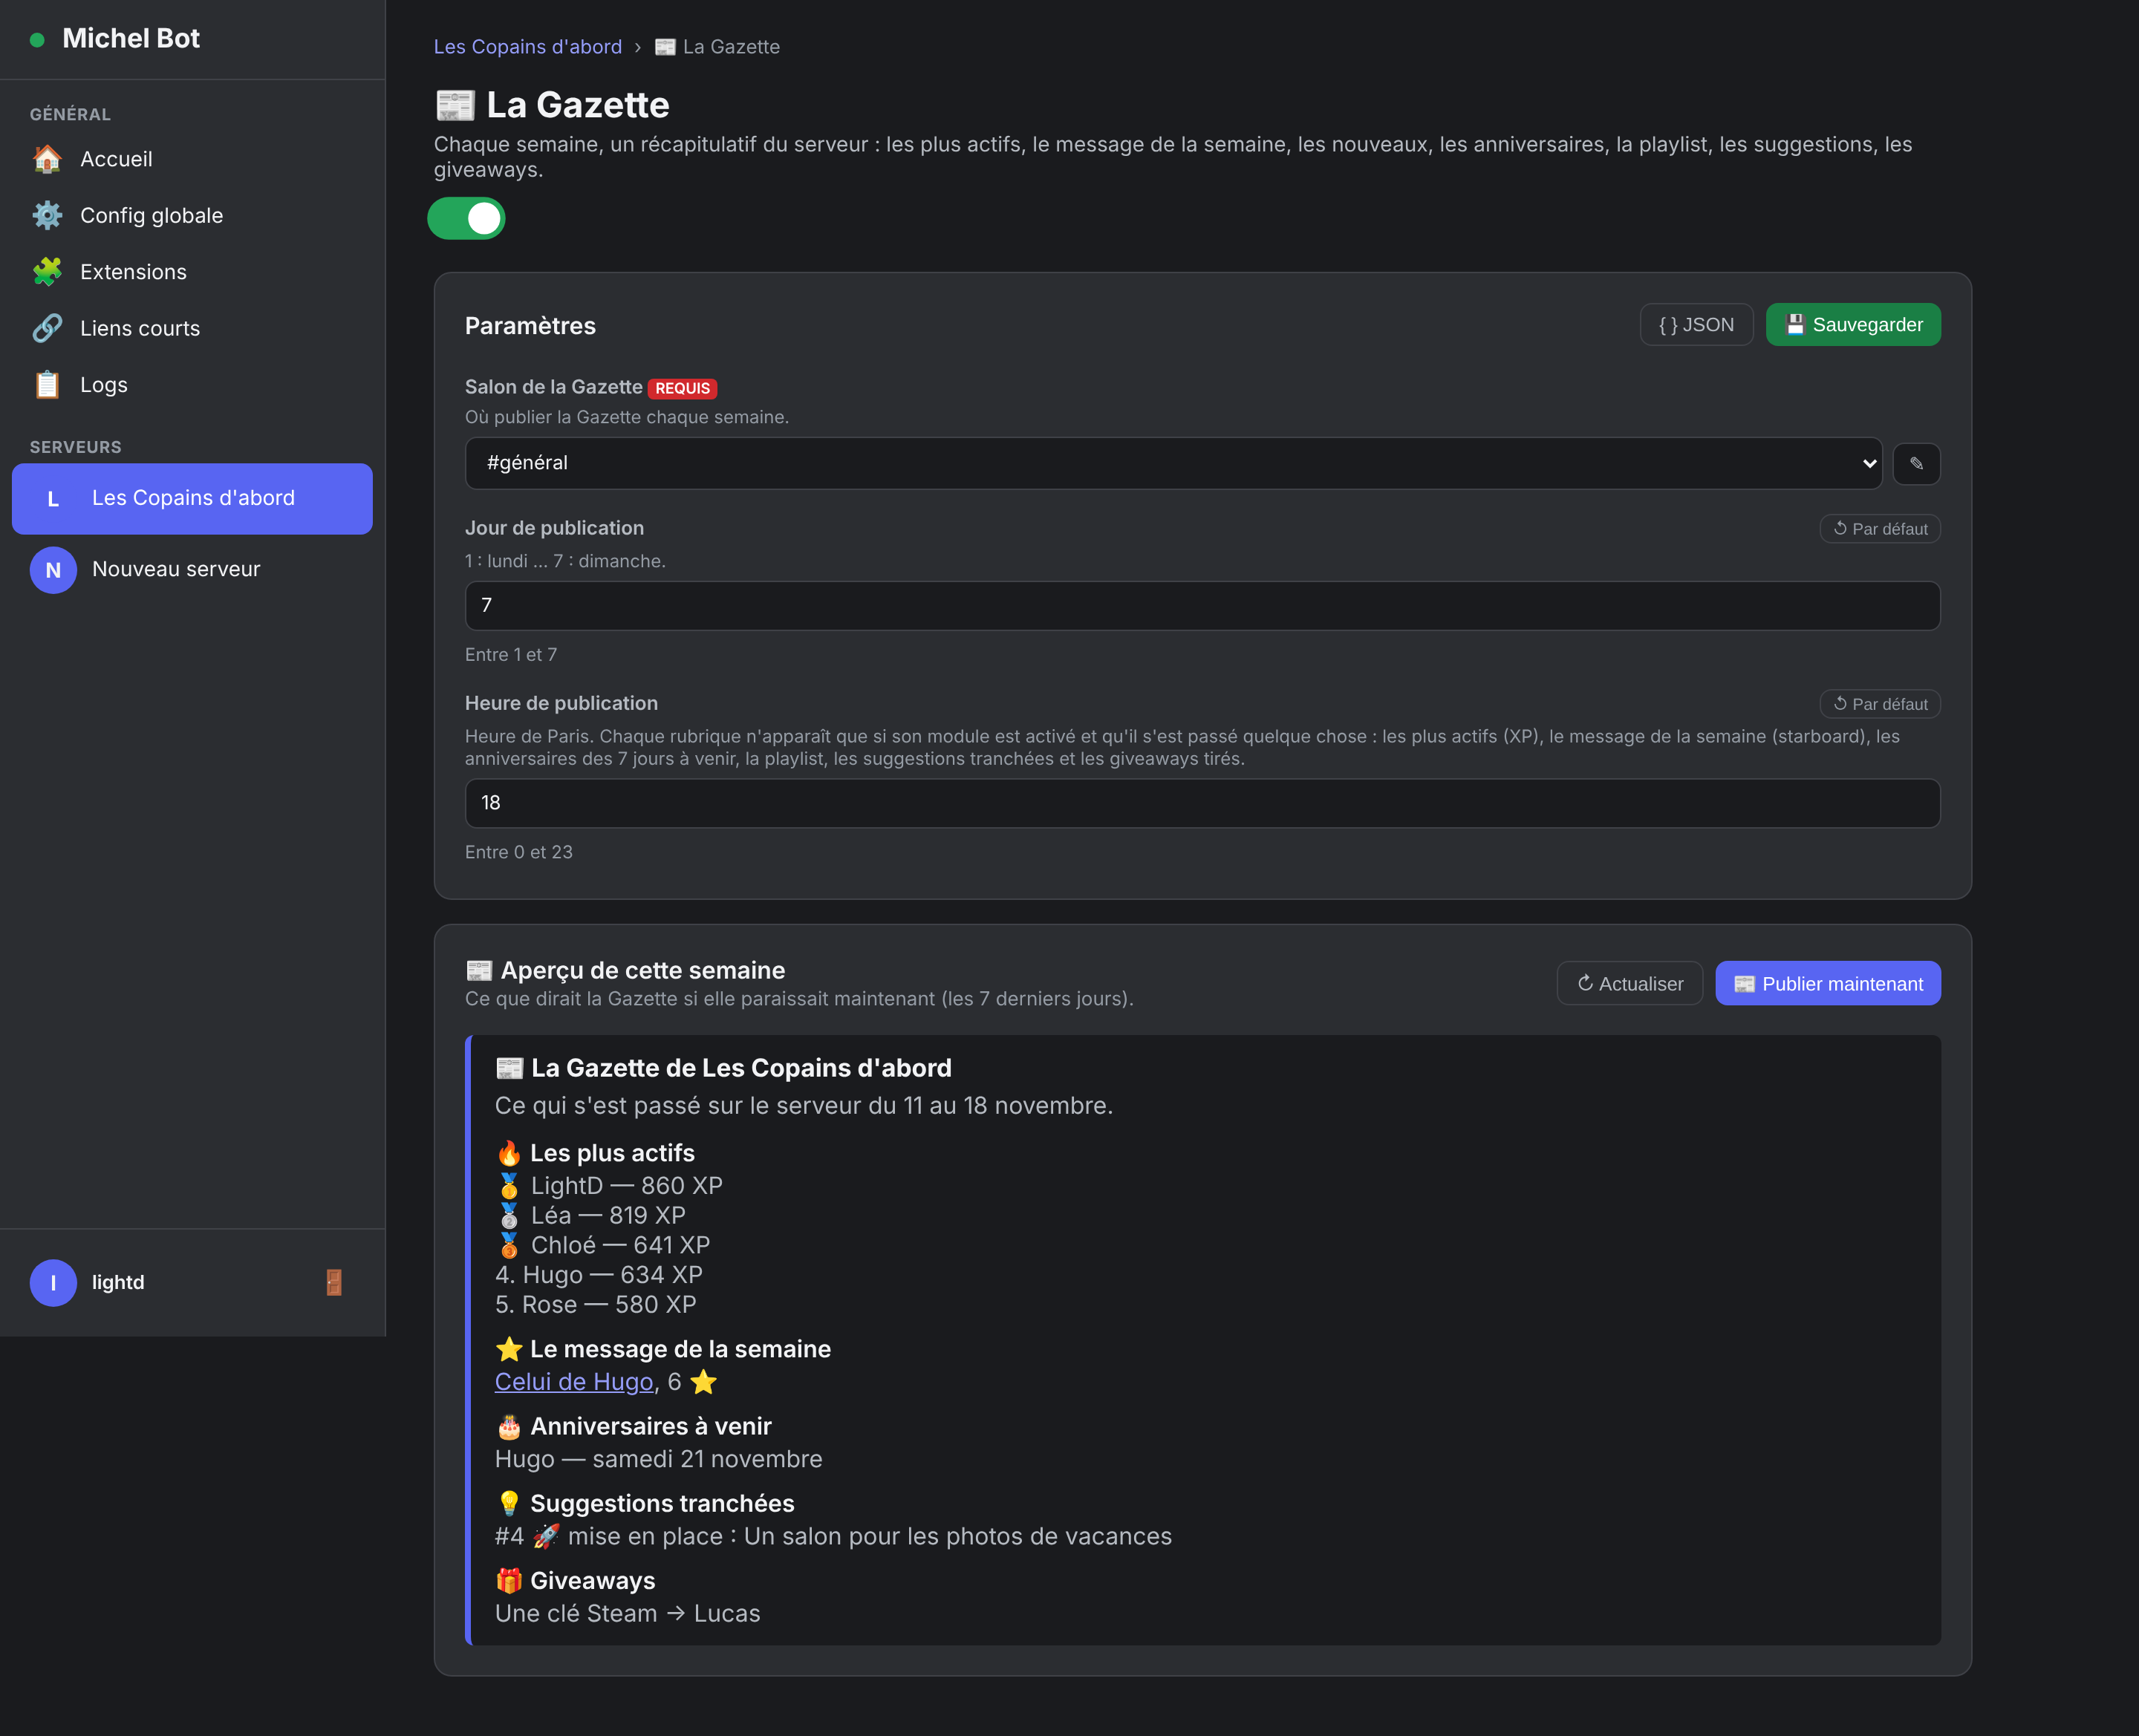 Michel Bot
GÉNÉRAL
🏠 Accueil
⚙️ Config globale
🧩 Extensions
🔗 Liens courts
📋 Logs
SERVEURS
L Les Copains d'abord
N Nouveau serveur
l lightd
Les Copains d'abord › 📰 La Gazette
📰 La Gazette
Chaque semaine, un récapitulatif du serveur : les plus actifs, le message de la semaine, les nouveaux, les anniversaires, la playlist, les suggestions, les
giveaways.
Paramètres
{ } JSON
💾 Sauvegarder
Salon de la Gazette REQUIS
Où publier la Gazette chaque semaine.
#général
Jour de publication
↺ Par défaut
1 : lundi ... 7 : dimanche.
7
Entre 1 et 7
Heure de publication
↺ Par défaut
Heure de Paris. Chaque rubrique n'apparaît que si son module est activé et qu'il s'est passé quelque chose : les plus actifs (XP), le message de la semaine (starboard), les
anniversaires des 7 jours à venir, la playlist, les suggestions tranchées et les giveaways tirés.
18
Entre 0 et 23
📰 Aperçu de cette semaine
Ce que dirait la Gazette si elle paraissait maintenant (les 7 derniers jours).
↻ Actualiser
📰 Publier maintenant
📰 La Gazette de Les Copains d'abord
Ce qui s'est passé sur le serveur du 11 au 18 novembre.
🔥 Les plus actifs
🥇 LightD — 860 XP
🥈 Léa — 819 XP
🥉 Chloé — 641 XP
4. Hugo — 634 XP
5. Rose — 580 XP
⭐ Le message de la semaine
Celui de Hugo, 6 ⭐
🎂 Anniversaires à venir
Hugo — samedi 21 novembre
💡 Suggestions tranchées
#4 🚀 mise en place : Un salon pour les photos de vacances
🎁 Giveaways
Une clé Steam → Lucas